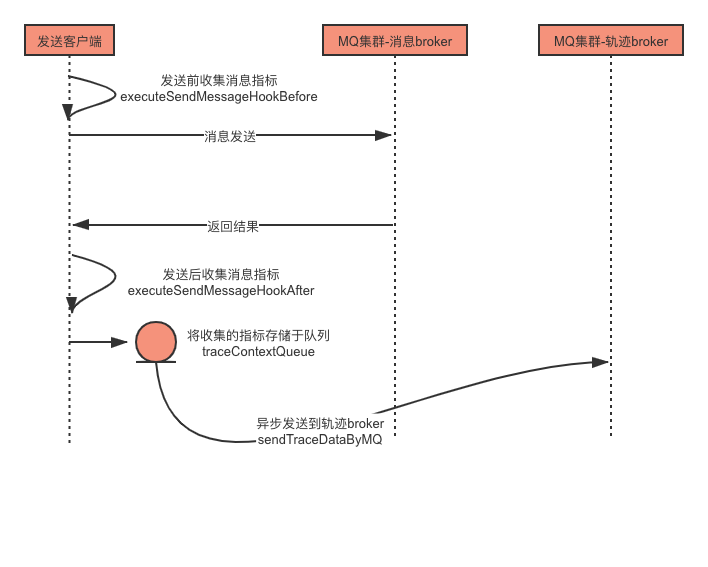 发送客户端
MQ集群-消息broker
MQ集群-轨迹broker
发送前收集消息指标
executeSendMessageHookBefore
消息发送
返回结果
发送后收集消息指标
executeSendMessageHookAfter
将收集的指标存储于队列
traceContextQueue
异步发送到轨迹broker
sendTraceDataByMQ